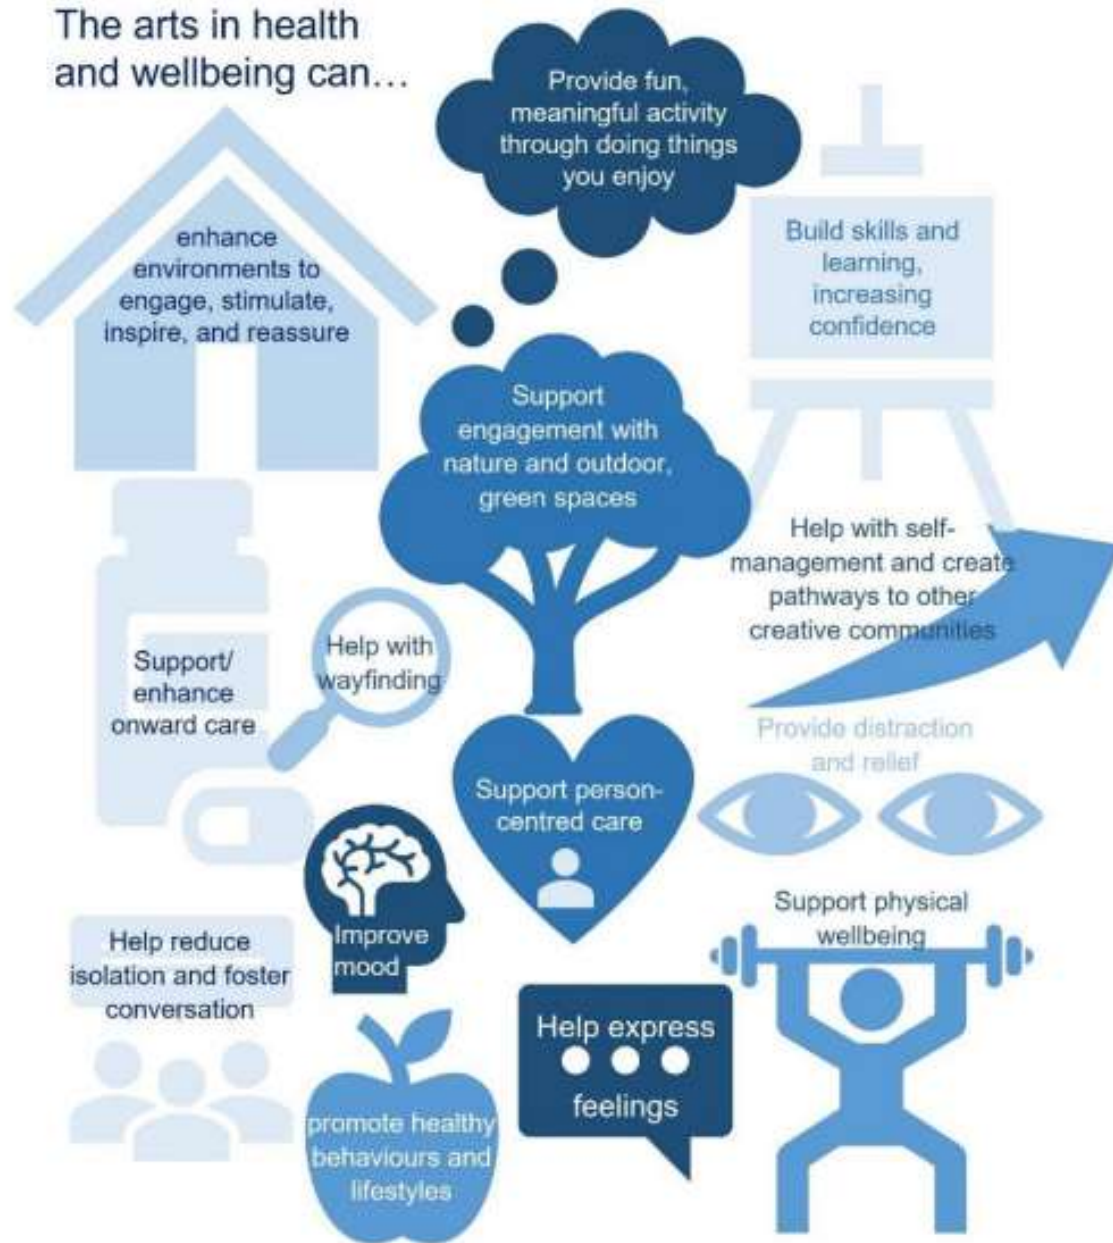 The arts in health
and wellbeing can...
Provide fun,
meaningful activity
through doing things
you enjoy
enhance
environments to
engage, stimulate,
inspire, and reassure
Build skills and
learning,
increasing
confidence
Support
engagement with
nature and outdoor,
green spaces
Help with self-
management and create
pathways to other
creative communities
Support/
enhance
onward care
Help with
wayfinding
Provide distraction
and relief
Support person-
centred care
Improve
mood
Support physical
wellbeing
Help reduce
isolation and foster
conversation
Help express
feelings
promote healthy
behaviours and
lifestyles